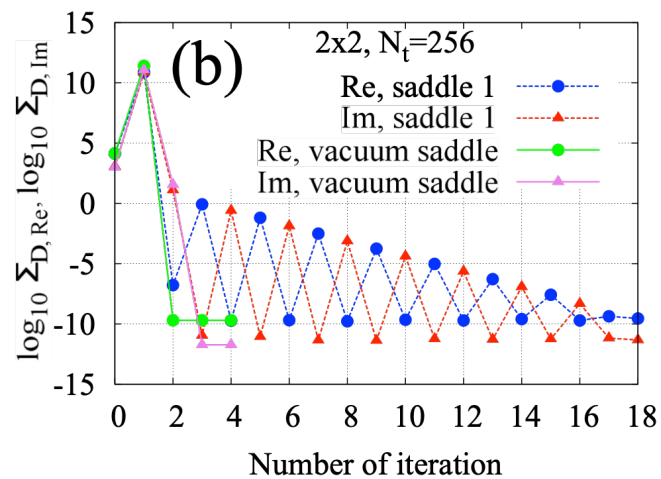 (b)
2x2, N_t=256
Re, saddle 1
Im, saddle 1
Re, vacuum saddle
Im, vacuum saddle
log₁₀ Σ_D,Re, log₁₀ Σ_D,Im
15
10
5
0
-5
-10
-15
0 2 4 6 8 10 12 14 16 18
Number of iteration